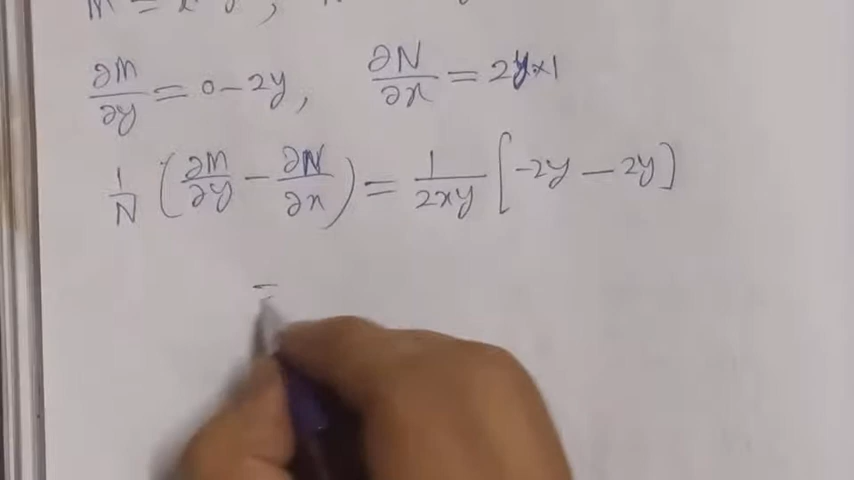 M =
∂M/∂y = 0 - 2y, ∂N/∂x = 2y×1
1/N (∂M/∂y - ∂N/∂x) = 1/2xy [-2y - 2y]
=